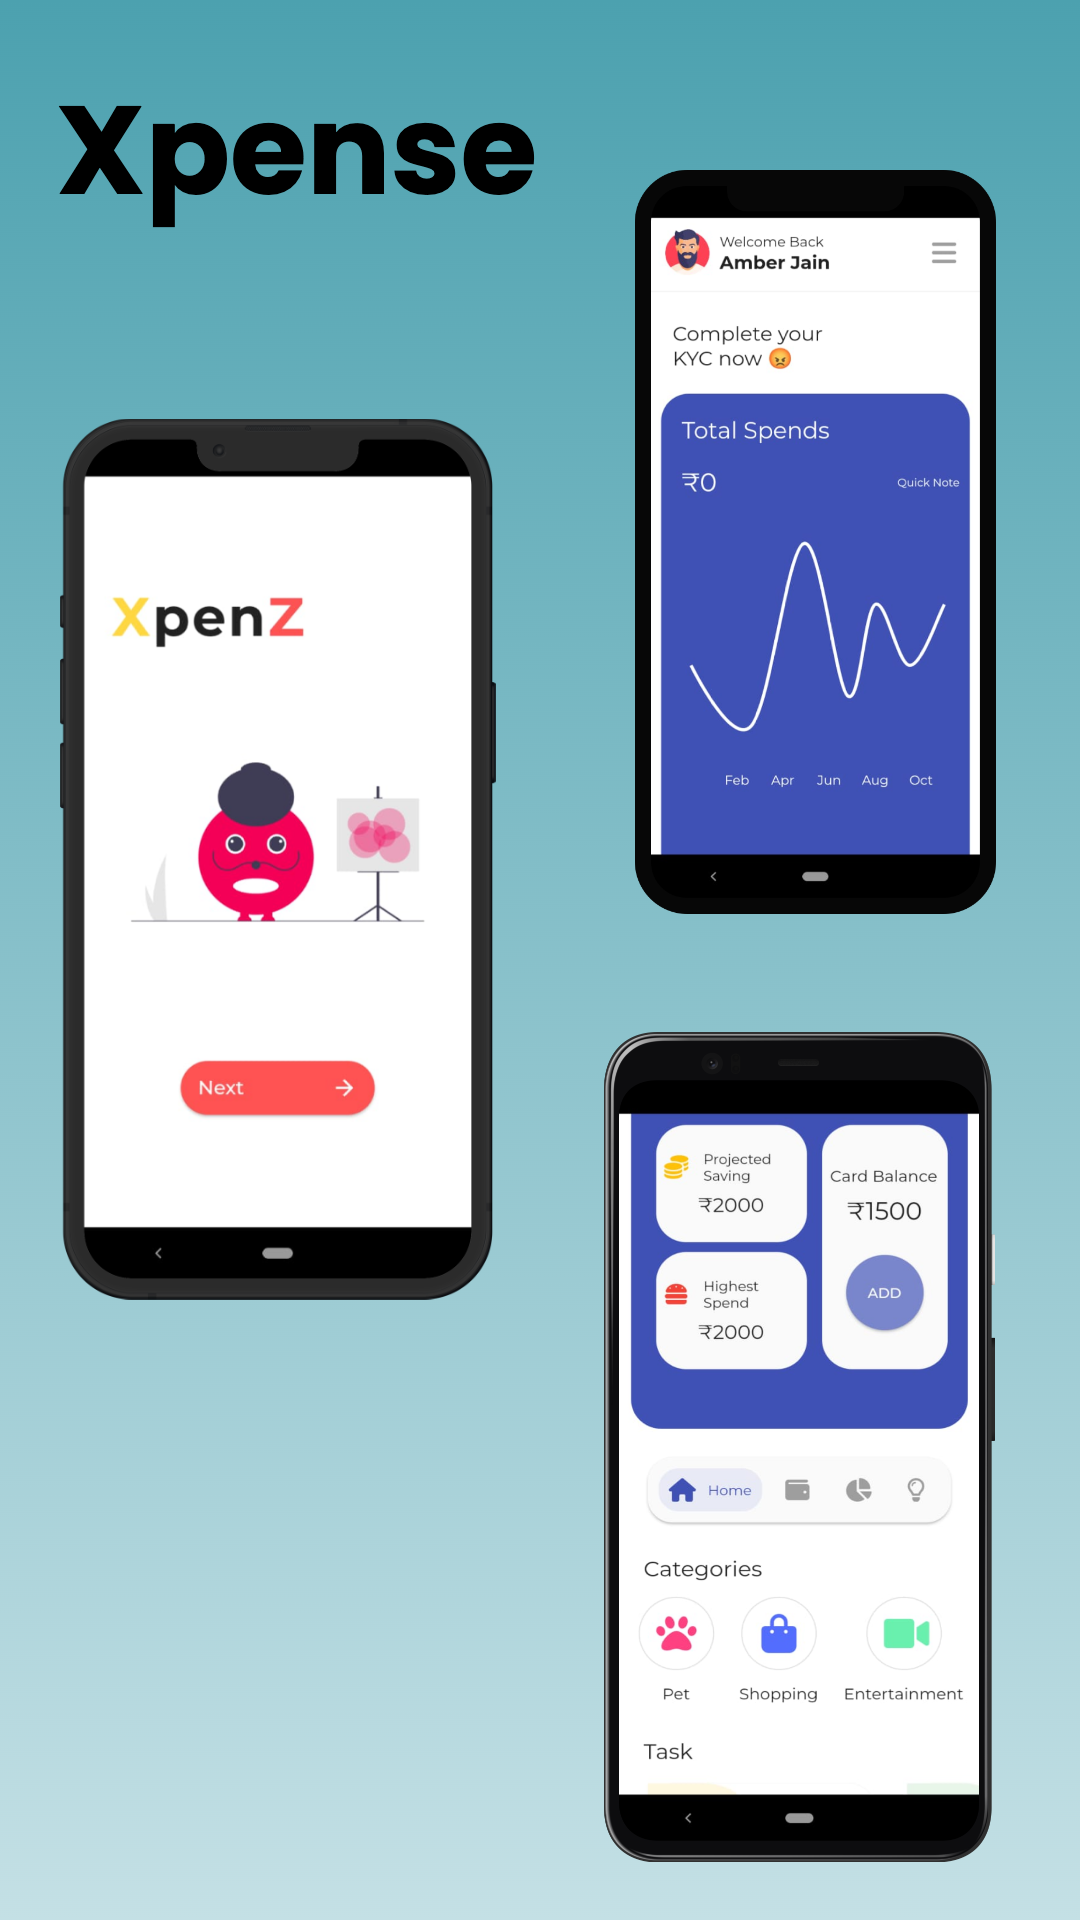 Xpense
Welcome Back
Amber Jain
Complete your
KYC now 😡
Total Spends
₹0
Quick Note
Feb Apr Jun Aug Oct
XpenZ
Next
Projected
Saving
₹2000
Highest
Spend
₹2000
Card Balance
₹1500
ADD
Home
Categories
Pet Shopping Entertainment
Task